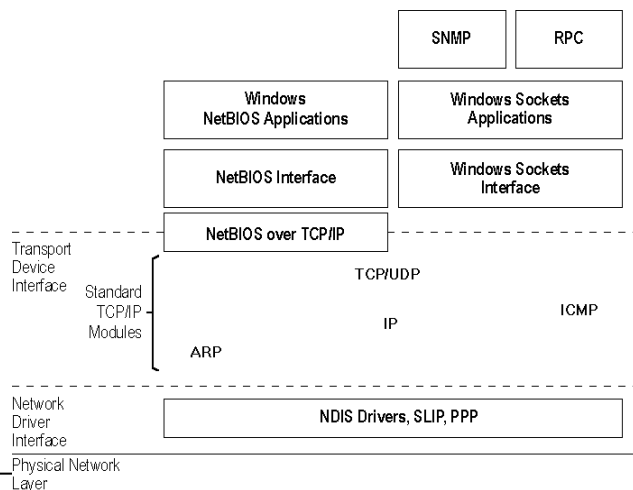 SNMP
RPC
Windows
NetBIOS Applications
Windows Sockets
Applications
NetBIOS Interface
Windows Sockets
Interface
NetBIOS over TCP/IP
Transport
Device
Interface
Standard
TCP/IP
Modules
TCP/UDP
ICMP
IP
ARP
Network
Driver
Interface
NDIS Drivers, SLIP, PPP
Physical Network
Layer